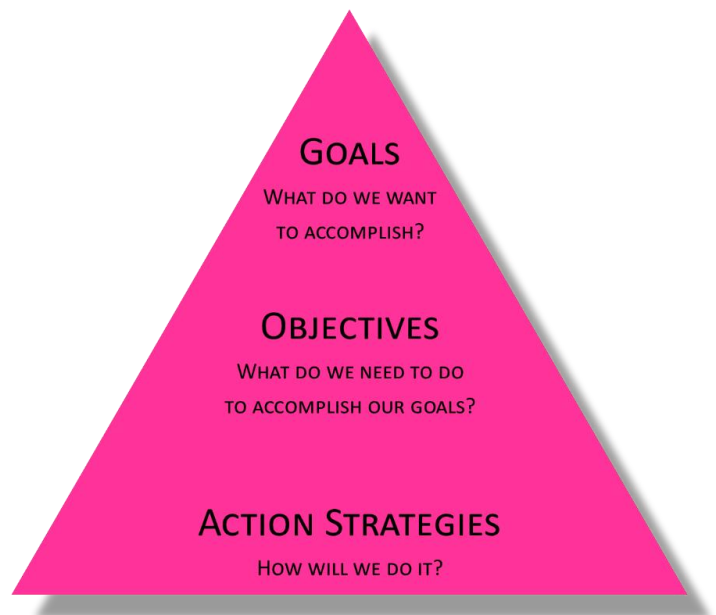 Goals
What do we want
to accomplish?
Objectives
What do we need to do
to accomplish our goals?
Action Strategies
How will we do it?